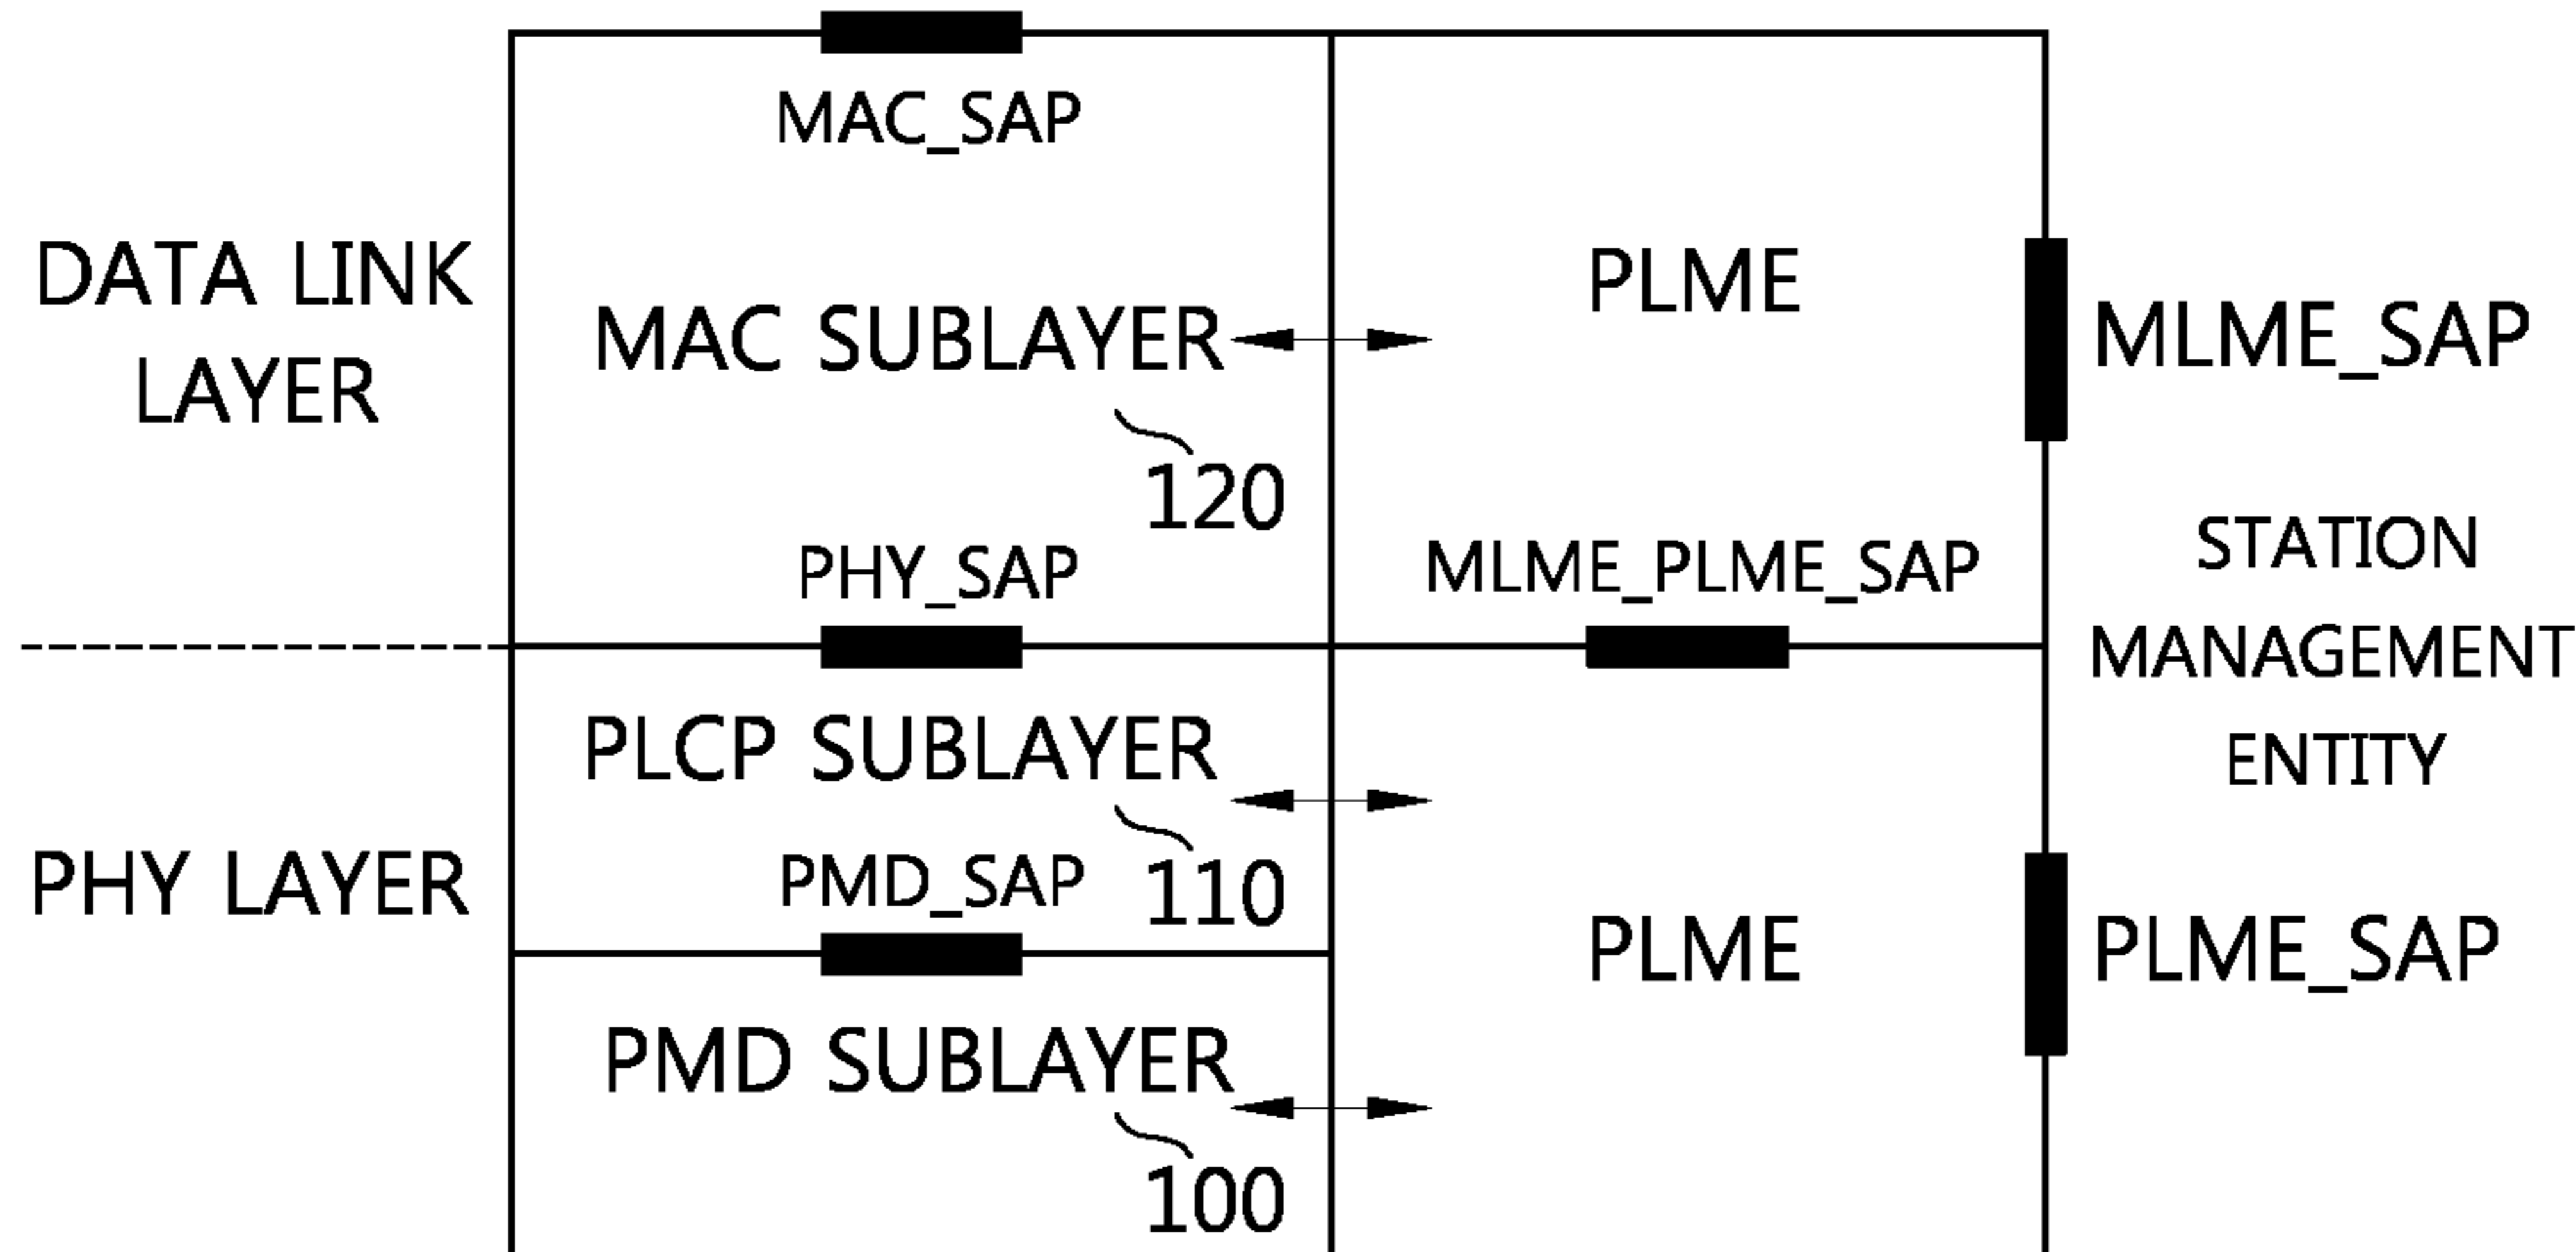 MAC_SAP
DATA LINK
LAYER
MAC SUBLAYER
120
PLME
MLME_SAP
PHY_SAP
MLME_PLME_SAP
STATION
MANAGEMENT
ENTITY
PHY LAYER
PLCP SUBLAYER
110
PMD_SAP
PMD SUBLAYER
100
PLME
PLME_SAP